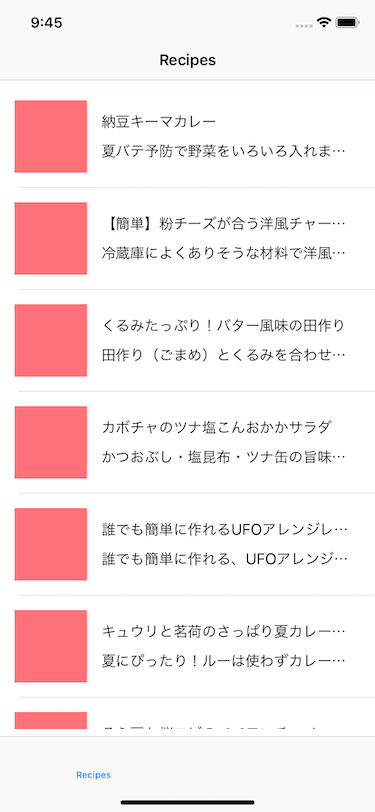 9:45
Recipes
納豆キーマカレー
夏バテ予防で野菜をいろいろ入れま…
【簡単】粉チーズが合う洋風チャー…
冷蔵庫によくありそうな材料で洋風…
くるみたっぷり！バター風味の田作り
田作り（ごまめ）とくるみを合わせ…
カボチャのツナ塩こんおかかサラダ
かつおぶし・塩昆布・ツナ缶の旨味…
誰でも簡単に作れるUFOアレンジレ…
誰でも簡単に作れる、UFOアレンジ…
キュウリと茗荷のさっぱり夏カレー…
夏にぴったり！ルーは使わずカレー…
Recipes